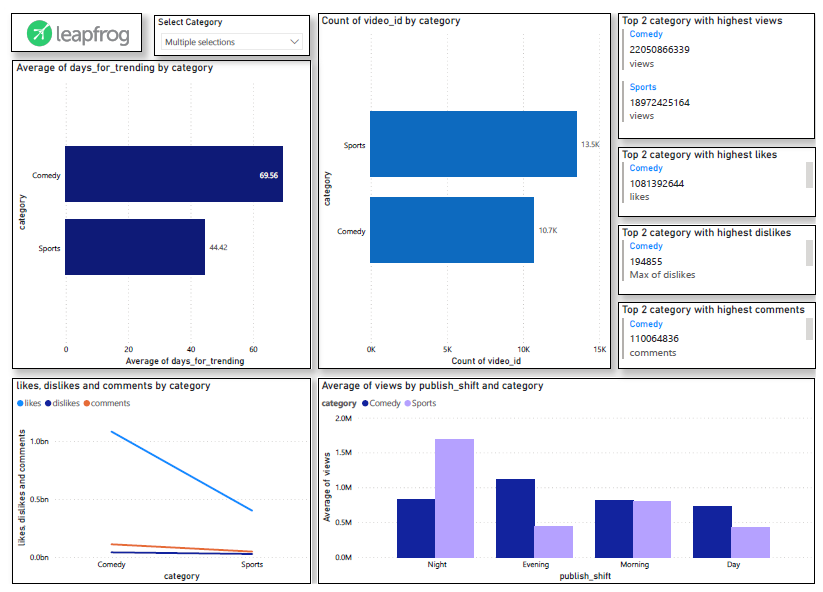 leapfrog
Select Category
Multiple selections
Average of days_for_trending by category
category
Comedy
69.56
Sports
44.42
0 20 40 60
Average of days_for_trending
Count of video_id by category
category
Sports
13.5K
Comedy
10.7K
0K 5K 10K 15K
Count of video_id
Top 2 category with highest views
Comedy
22050866339
views
Sports
18972425164
views
Top 2 category with highest likes
Comedy
1081392644
likes
Top 2 category with highest dislikes
Comedy
194855
Max of dislikes
Top 2 category with highest comments
Comedy
110064836
comments
likes, dislikes and comments by category
likes dislikes comments
likes, dislikes and comments
1.0bn
0.5bn
0.0bn
Comedy Sports
category
Average of views by publish_shift and category
category Comedy Sports
Average of views
2.0M
1.5M
1.0M
0.5M
0.0M
Night Evening Morning Day
publish_shift